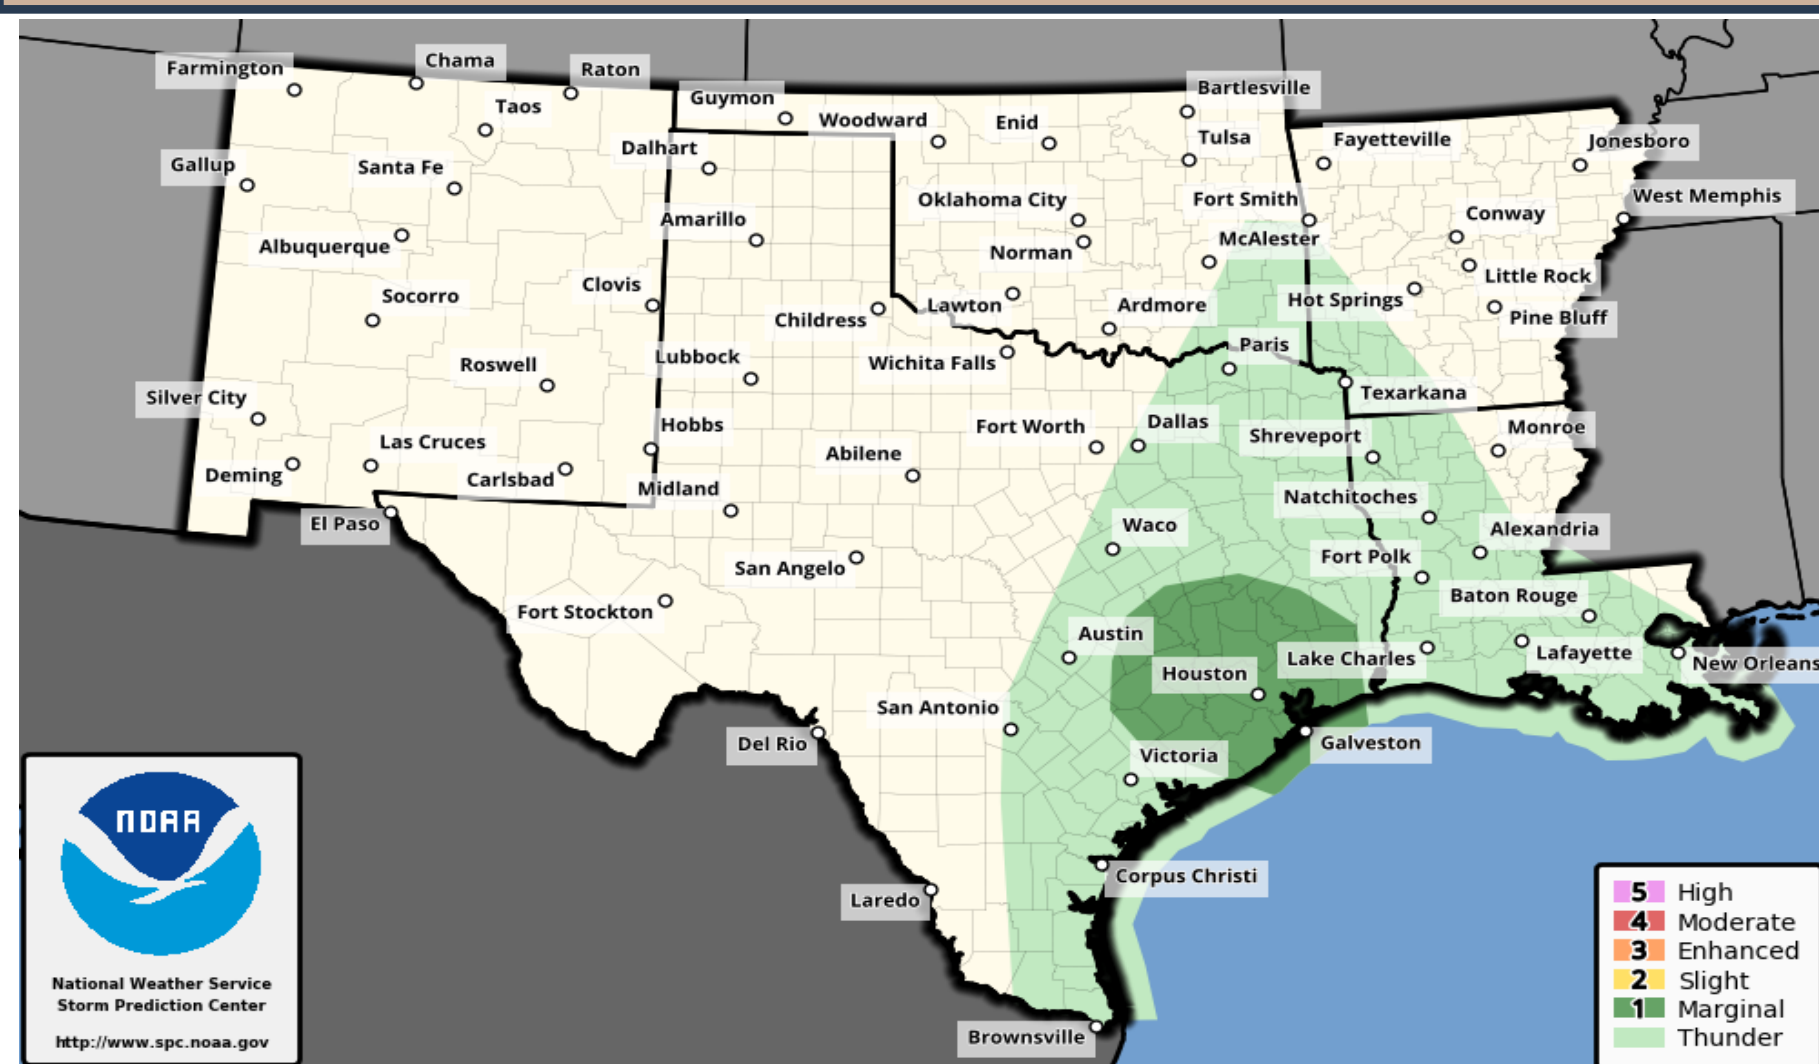 Farmington
Chama
Raton
Taos
Guymon
Woodward
Enid
Bartlesville
Tulsa
Fayetteville
Jonesboro
Gallup
Santa Fe
Dalhart
Oklahoma City
Fort Smith
West Memphis
Conway
Albuquerque
Amarillo
Norman
McAlester
Little Rock
Socorro
Clovis
Childress
Lawton
Ardmore
Hot Springs
Pine Bluff
Roswell
Lubbock
Wichita Falls
Paris
Texarkana
Silver City
Las Cruces
Hobbs
Fort Worth
Dallas
Shreveport
Monroe
Deming
Carlsbad
Midland
Abilene
Natchitoches
El Paso
San Angelo
Waco
Fort Polk
Alexandria
Fort Stockton
Austin
Baton Rouge
Houston
Lake Charles
Lafayette
New Orleans
San Antonio
Del Rio
Victoria
Galveston
Laredo
Corpus Christi
Brownsville
NOAA
National Weather Service
Storm Prediction Center
http://www.spc.noaa.gov
5 High
4 Moderate
3 Enhanced
2 Slight
1 Marginal
Thunder